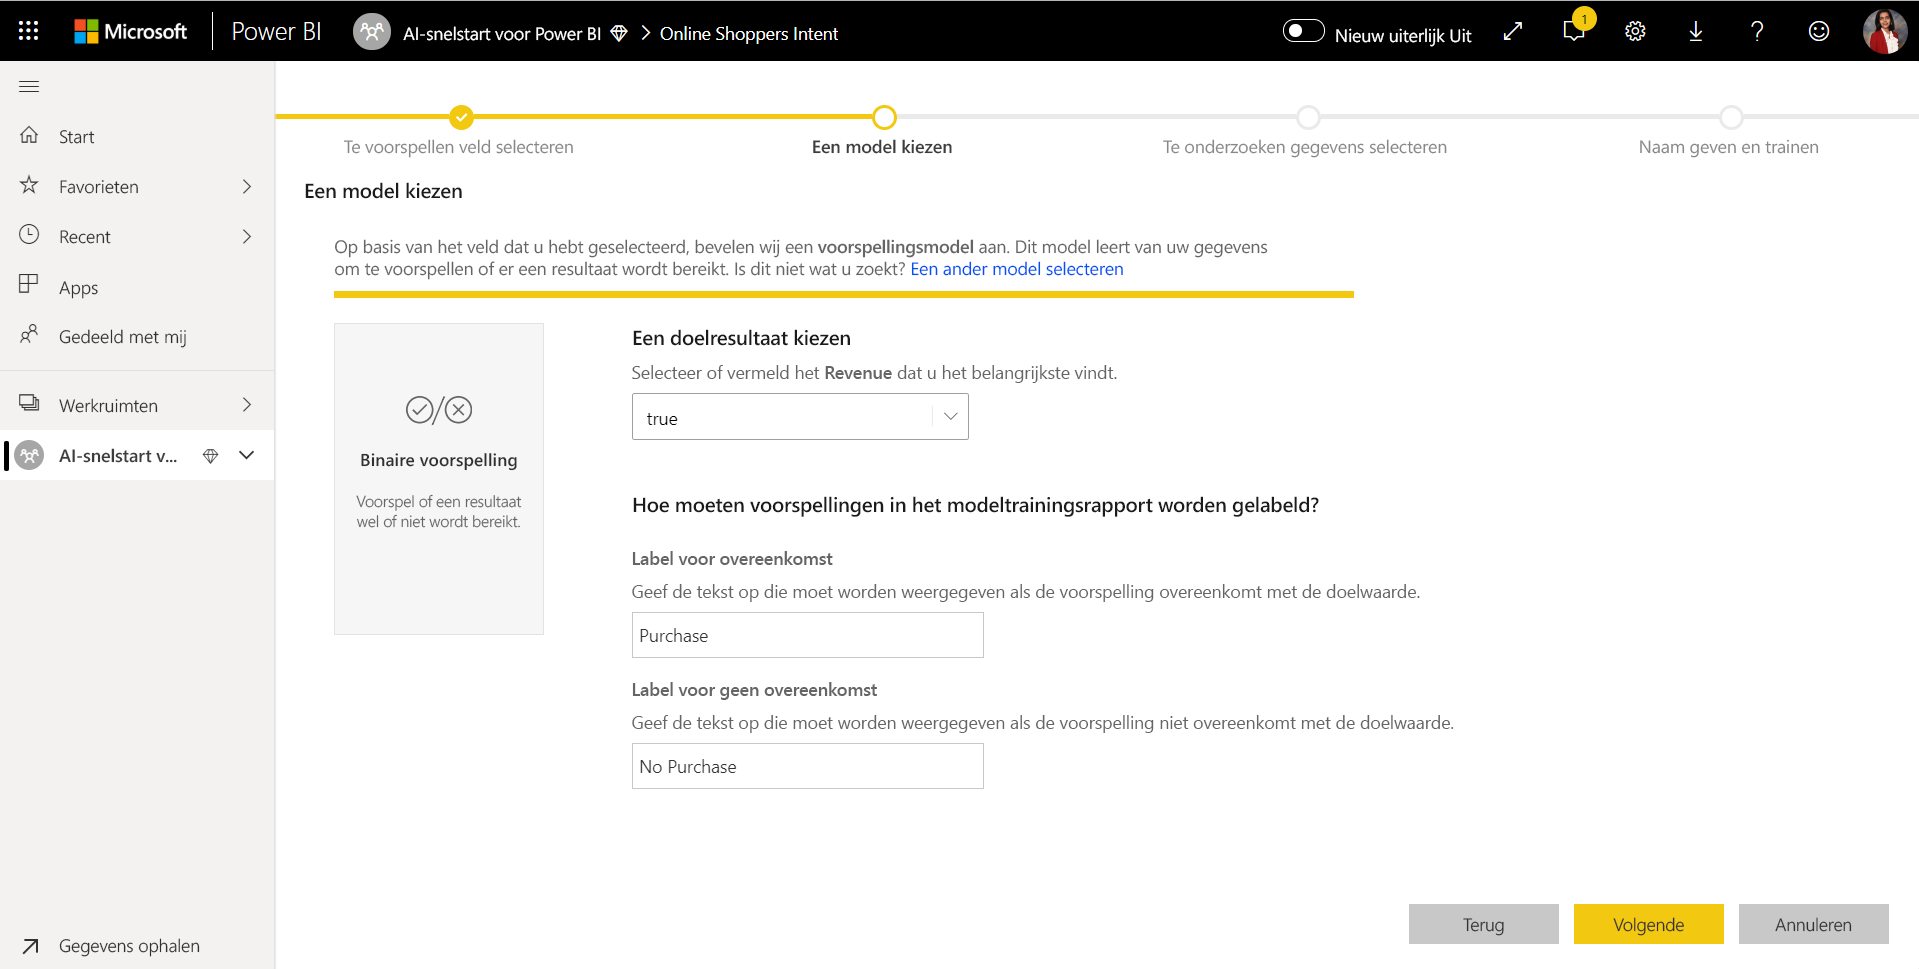 Microsoft
Power BI
AI-snelstart voor Power BI
Online Shoppers Intent
Nieuw uiterlijk Uit
1
Start
Favorieten
Recent
Apps
Gedeeld met mij
Werkruimten
AI-snelstart v...
Gegevens ophalen
Te voorspellen veld selecteren
Een model kiezen
Te onderzoeken gegevens selecteren
Naam geven en trainen
Een model kiezen
Op basis van het veld dat u hebt geselecteerd, bevelen wij een voorspellingsmodel aan. Dit model leert van uw gegevens
om te voorspellen of er een resultaat wordt bereikt. Is dit niet wat u zoekt? Een ander model selecteren
Binaire voorspelling
Voorspel of een resultaat
wel of niet wordt bereikt.
Een doelresultaat kiezen
Selecteer of vermeld het Revenue dat u het belangrijkste vindt.
true
Hoe moeten voorspellingen in het modeltrainingsrapport worden gelabeld?
Label voor overeenkomst
Geef de tekst op die moet worden weergegeven als de voorspelling overeenkomt met de doelwaarde.
Purchase
Label voor geen overeenkomst
Geef de tekst op die moet worden weergegeven als de voorspelling niet overeenkomt met de doelwaarde.
No Purchase
Terug
Volgende
Annuleren